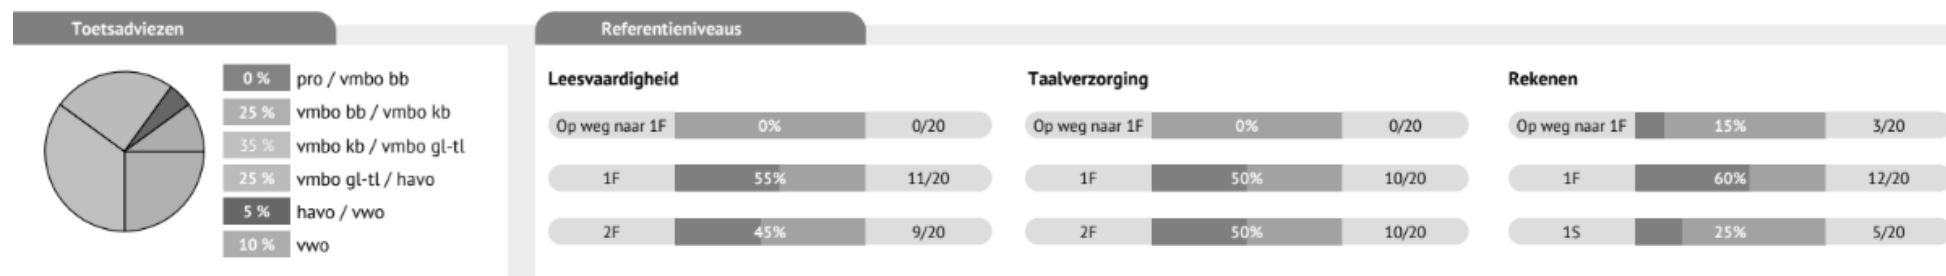 Toetsadviezen
0 % pro / vmbo bb
25 % vmbo bb / vmbo kb
35 % vmbo kb / vmbo gl-tl
25 % vmbo gl-tl / havo
5 % havo / vwo
10 % vwo
Referentieniveaus
Leesvaardigheid
Op weg naar 1F 0% 0/20
1F 55% 11/20
2F 45% 9/20
Taalverzorging
Op weg naar 1F 0% 0/20
1F 50% 10/20
2F 50% 10/20
Rekenen
Op weg naar 1F 15% 3/20
1F 60% 12/20
1S 25% 5/20